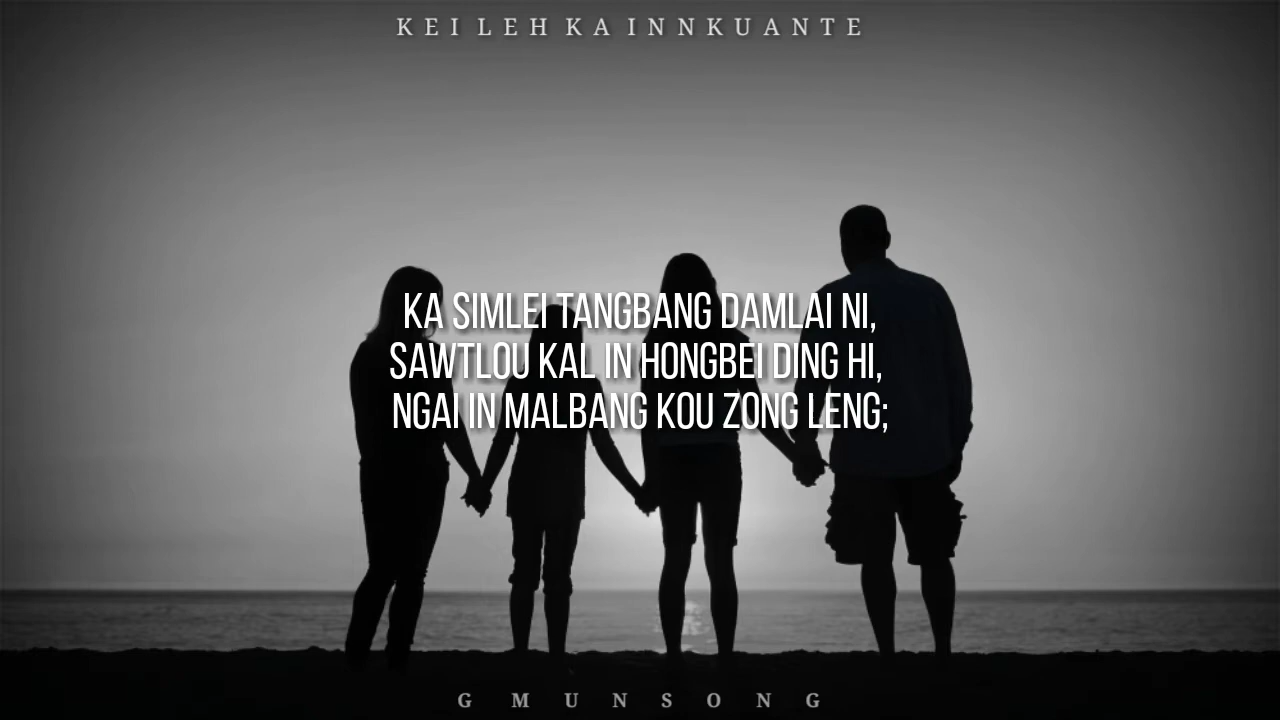 KEI LEH KA INNKUANTE
KA SIMLEI TANGBANG DAMLAI NI,
SAWTLOU KAL IN HONGBEI DING HI,
NGAI IN MALBANG KOU ZONG LENG;
G MUNSONG